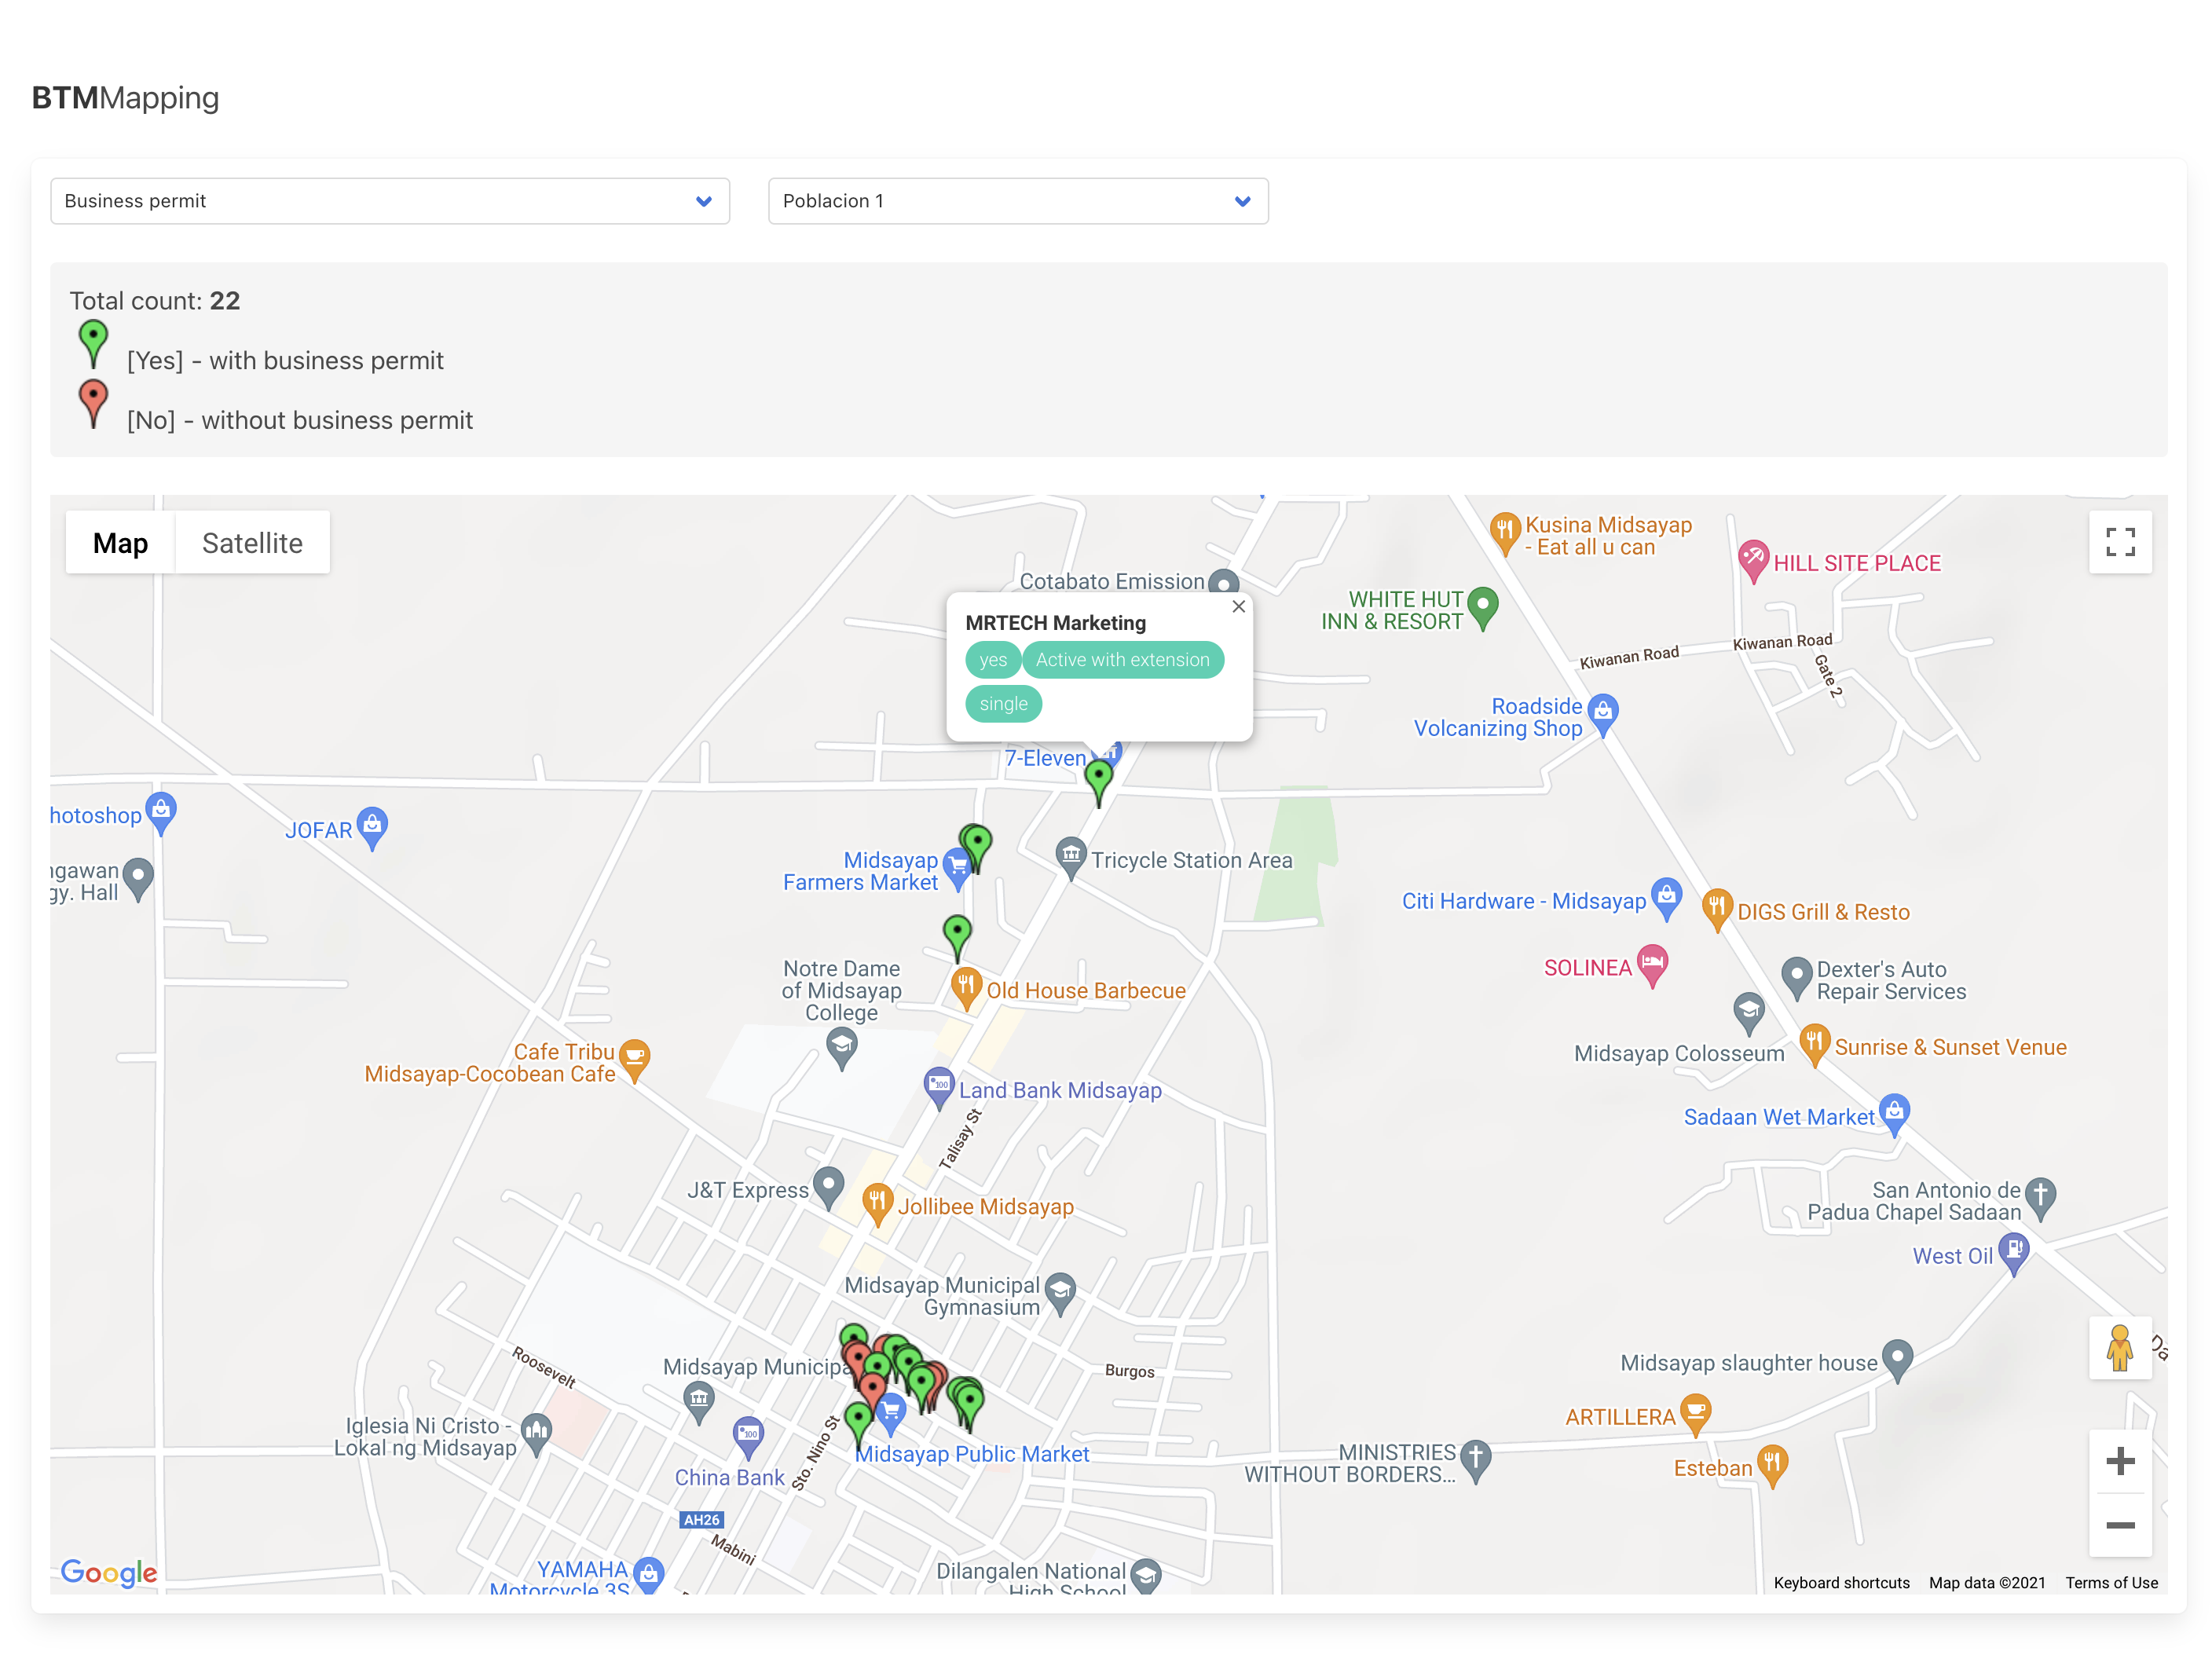 BTMMapping
Business permit
Poblacion 1
Total count: 22
[Yes] - with business permit
[No] - without business permit
Map
Satellite
Kusina Midsayap
- Eat all u can
HILL SITE PLACE
Cotabato Emission
WHITE HUT
INN & RESORT
MRTECH Marketing
yes
Active with extension
single
Kiwanan Road
Kiwanan Road
Gate 2
Roadside
Volcanizing Shop
7-Eleven
hotoshop
JOFAR
Midsayap
Farmers Market
Tricycle Station Area
ngawan
gy. Hall
Citi Hardware - Midsayap
DIGS Grill & Resto
SOLINEA
Dexter's Auto
Repair Services
Notre Dame
of Midsayap
College
Old House Barbecue
Cafe Tribu
Midsayap-Cocobean Cafe
Midsayap Colosseum
Sunrise & Sunset Venue
100
Land Bank Midsayap
Sadaan Wet Market
Talisay St
J&T Express
Jollibee Midsayap
San Antonio de
Padua Chapel Sadaan
West Oil
Midsayap Municipal
Gymnasium
Roosevelt
Midsayap Municipa
Burgos
Midsayap slaughter house
Iglesia Ni Cristo -
Lokal ng Midsayap
100
China Bank
Sto. Nino St
Midsayap Public Market
ARTILLERA
MINISTRIES
WITHOUT BORDERS...
Esteban
AH26
Mabini
YAMAHA
Motorcycle 3S
Dilangalen National
High School
Google
Keyboard shortcuts
Map data ©2021
Terms of Use